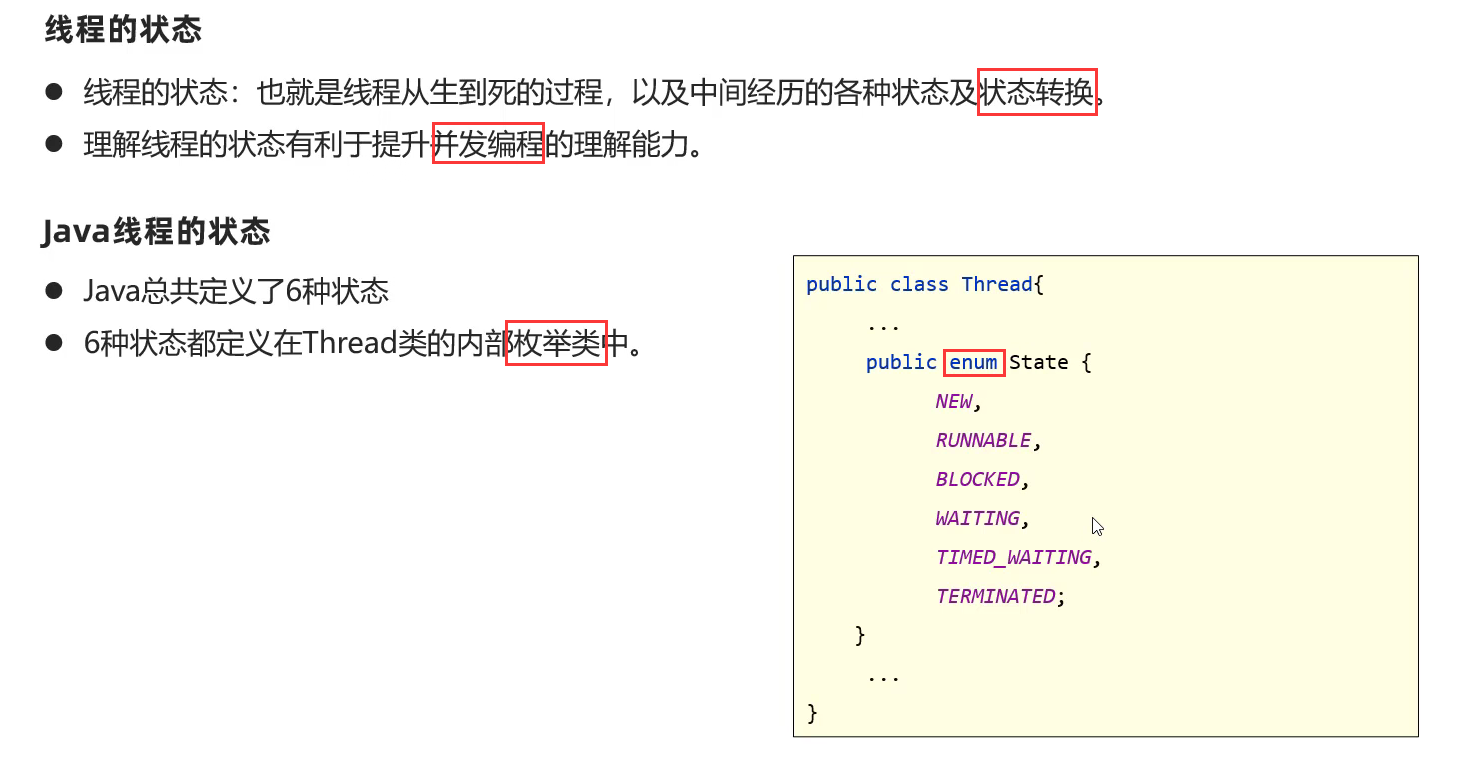 线程的状态
线程的状态：也就是线程从生到死的过程，以及中间经历的各种状态及状态转换。
理解线程的状态有利于提升并发编程的理解能力。
Java线程的状态
Java总共定义了6种状态
6种状态都定义在Thread类的内部枚举类中。
public class Thread{
...
public enum State {
NEW,
RUNNABLE,
BLOCKED,
WAITING,
TIMED_WAITING,
TERMINATED;
}
...
}